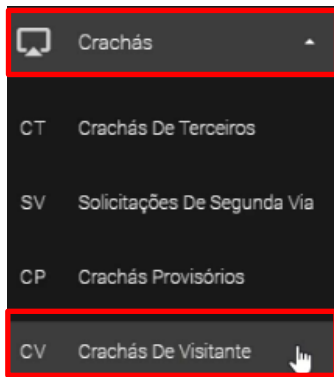 Crachás
CT Crachás De Terceiros
SV Solicitações De Segunda Via
CP Crachás Provisórios
CV Crachás De Visitante